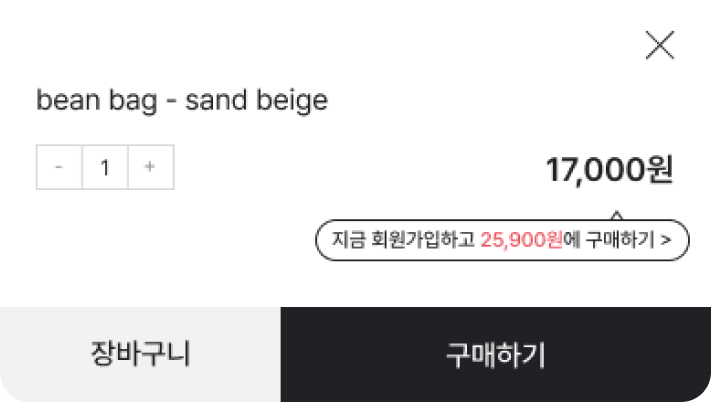 bean bag - sand beige
- 1 +
17,000원
지금 회원가입하고 25,900원에 구매하기 >
장바구니
구매하기